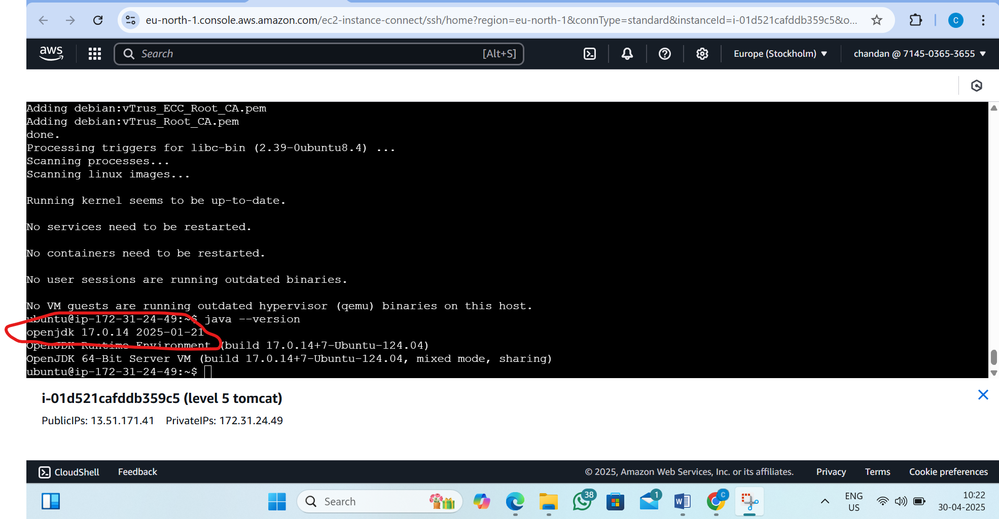 eu-north-1.console.aws.amazon.com/ec2-instance-connect/ssh/home?region=eu-north-1&connType=standard&instanceId=i-01d521cafddb359c5&o...
C
aws
Search [Alt+S]
Europe (Stockholm)
chandan @ 7145-0365-3655
Adding debian:vTrus_ECC_Root_CA.pem
Adding debian:vTrus_Root_CA.pem
done.
Processing triggers for libc-bin (2.39-0ubuntu8.4) ...
Scanning processes...
Scanning linux images...
Running kernel seems to be up-to-date.
No services need to be restarted.
No containers need to be restarted.
No user sessions are running outdated binaries.
No VM guests are running outdated hypervisor (qemu) binaries on this host.
ubuntu@ip-172-31-24-49:~$ java --version
openjdk 17.0.14 2025-01-21
OpenJDK Runtime Environment (build 17.0.14+7-Ubuntu-124.04)
OpenJDK 64-Bit Server VM (build 17.0.14+7-Ubuntu-124.04, mixed mode, sharing)
ubuntu@ip-172-31-24-49:~$
i-01d521cafddb359c5 (level 5 tomcat)
PublicIPs: 13.51.171.41 PrivateIPs: 172.31.24.49
CloudShell Feedback © 2025, Amazon Web Services, Inc. or its affiliates. Privacy Terms Cookie preferences
Search
38
1
W
C
ENG
US
10:22
30-04-2025